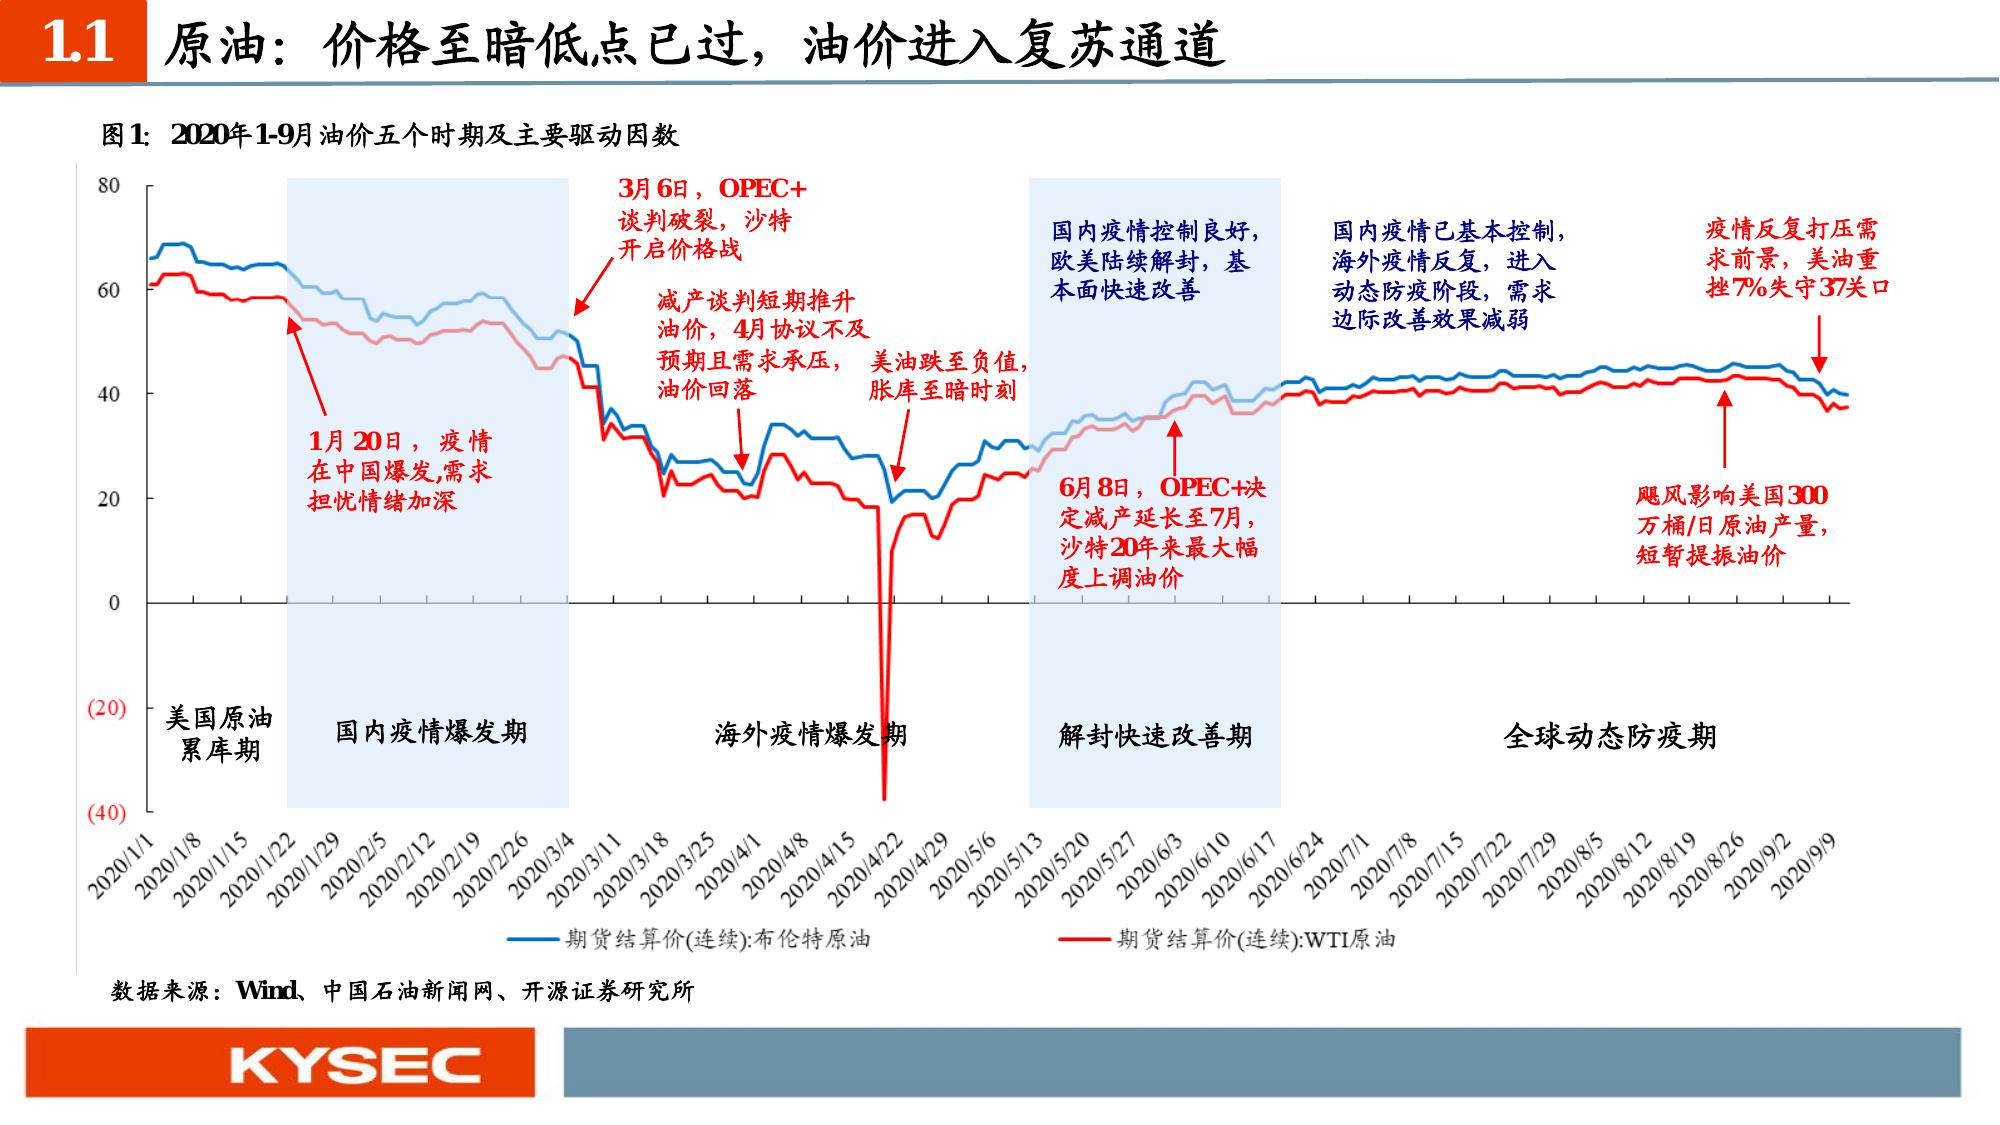 1.1 原油：价格至暗低点已过，油价进入复苏通道
图1： 2020年1-9月油价五个时期及主要驱动因数
80
60
40
20
0
(20)
(40)
3月6日，OPEC+
谈判破裂，沙特
开启价格战
减产谈判短期推升
油价，4月协议不及
预期且需求承压，
油价回落
美油跌至负值，
胀库至暗时刻
1月20日，疫情
在中国爆发,需求
担忧情绪加深
国内疫情控制良好，
欧美陆续解封，基
本面快速改善
国内疫情已基本控制，
海外疫情反复，进入
动态防疫阶段，需求
边际改善效果减弱
疫情反复打压需
求前景，美油重
挫7%失守37关口
6月8日，OPEC+决
定减产延长至7月，
沙特20年来最大幅
度上调油价
飓风影响美国300
万桶/日原油产量，
短暂提振油价
美国原油
累库期
国内疫情爆发期
海外疫情爆发期
解封快速改善期
全球动态防疫期
2020/1/1
2020/1/8
2020/1/15
2020/1/22
2020/1/29
2020/2/5
2020/2/12
2020/2/19
2020/2/26
2020/3/4
2020/3/11
2020/3/18
2020/3/25
2020/4/1
2020/4/8
2020/4/15
2020/4/22
2020/4/29
2020/5/6
2020/5/13
2020/5/20
2020/5/27
2020/6/3
2020/6/10
2020/6/17
2020/6/24
2020/7/1
2020/7/8
2020/7/15
2020/7/22
2020/7/29
2020/8/5
2020/8/12
2020/8/19
2020/8/26
2020/9/2
2020/9/9
期货结算价(连续):布伦特原油
期货结算价(连续):WTI原油
数据来源：Wind、中国石油新闻网、开源证券研究所
KYSEC